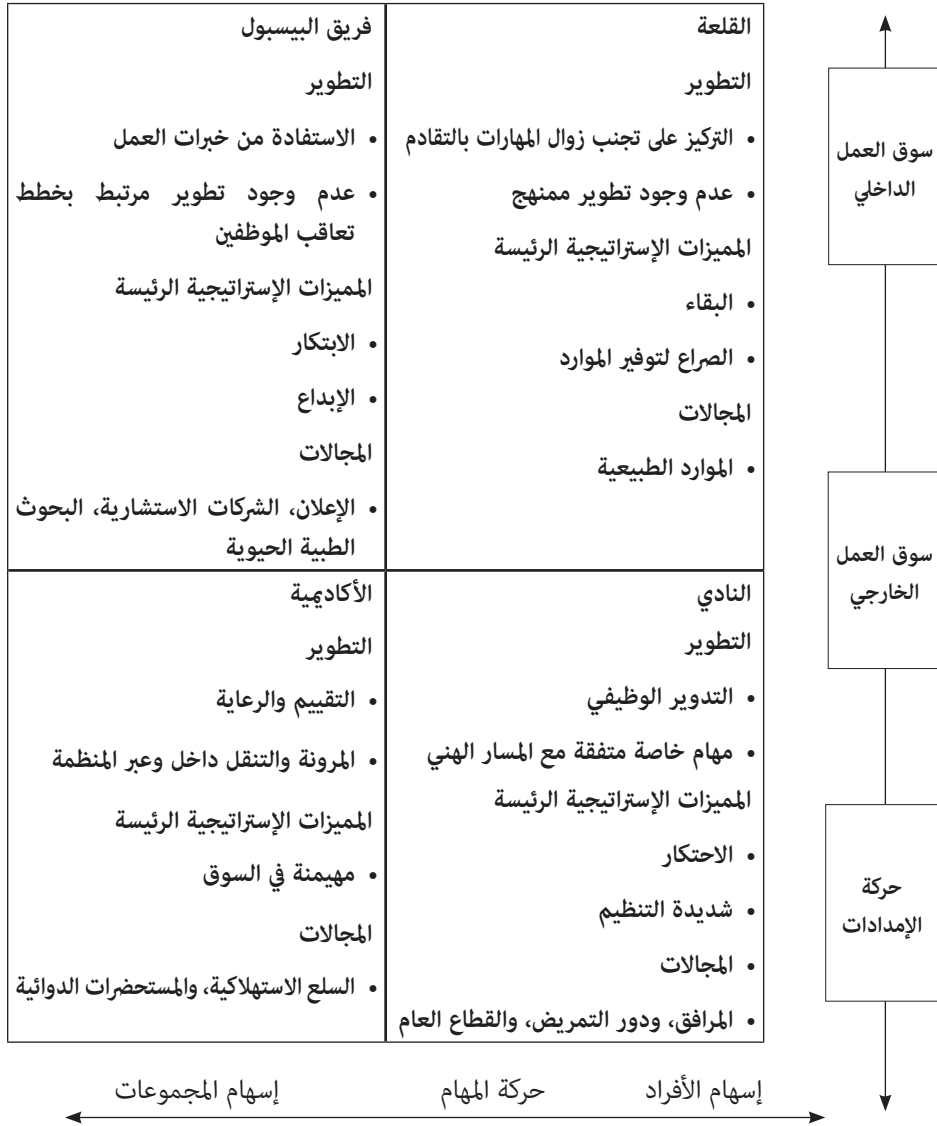 القلعة
التطوير
• التركيز على تجنب زوال المهارات بالتقادم
• عدم وجود تطوير ممنهج
المميزات الإستراتيجية الرئيسة
• البقاء
• الصراع لتوفير الموارد
المجالات
• الموارد الطبيعية
فريق البيسبول
التطوير
• الاستفادة من خبرات العمل
• عدم وجود تطوير مرتبط بخطط
تعاقب الموظفين
المميزات الإستراتيجية الرئيسة
• الابتكار
• الإبداع
المجالات
• الإعلان، الشركات الاستشارية، البحوث
الطبية الحيوية
النادي
التطوير
• التدوير الوظيفي
• مهام خاصة متفقة مع المسار الهني
المميزات الإستراتيجية الرئيسة
• الاحتكار
• شديدة التنظيم
• المجالات
• المرافق، ودور التمريض، والقطاع العام
الأكاديمية
التطوير
• التقييم والرعاية
• المرونة والتنقل داخل وعبر المنظمة
المميزات الإستراتيجية الرئيسة
• مهيمنة في السوق
المجالات
• السلع الاستهلاكية، والمستحضرات الدوائية
سوق العمل
الداخلي
سوق العمل
الخارجي
حركة
الإمدادات
إسهام الأفراد حركة المهام إسهام المجموعات